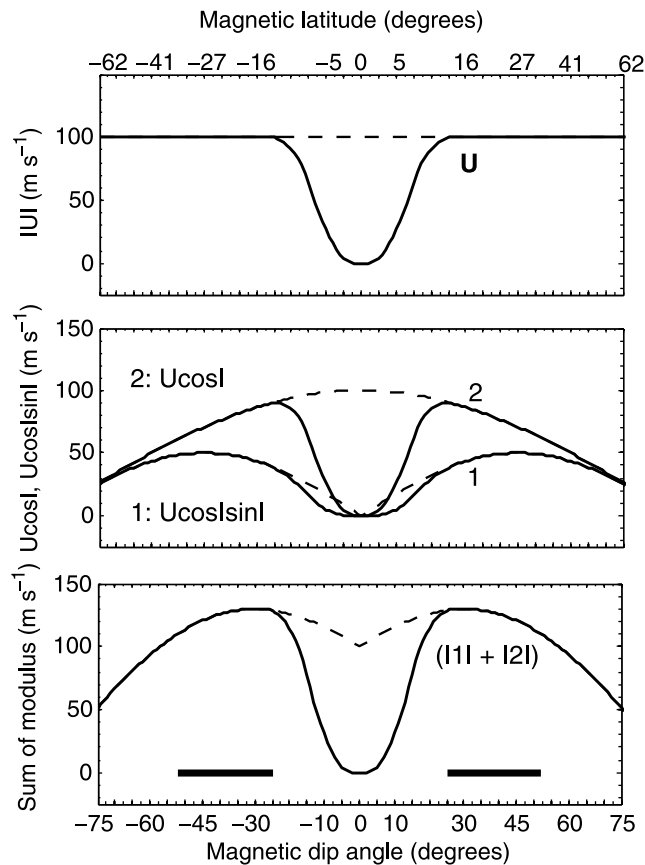 Magnetic latitude (degrees)
−62 −41 −27 −16 −5 0 5 16 27 41 62
|U| (m s⁻¹)
100
50
0
U
UcosI, UcosIsinI (m s⁻¹)
150
100
50
0
2: UcosI
2
1
1: UcosIsinI
Sum of modulus (m s⁻¹)
150
100
50
0
(|1| + |2|)
−75 −60 −45 −30 −10 0 10 30 45 60 75
Magnetic dip angle (degrees)